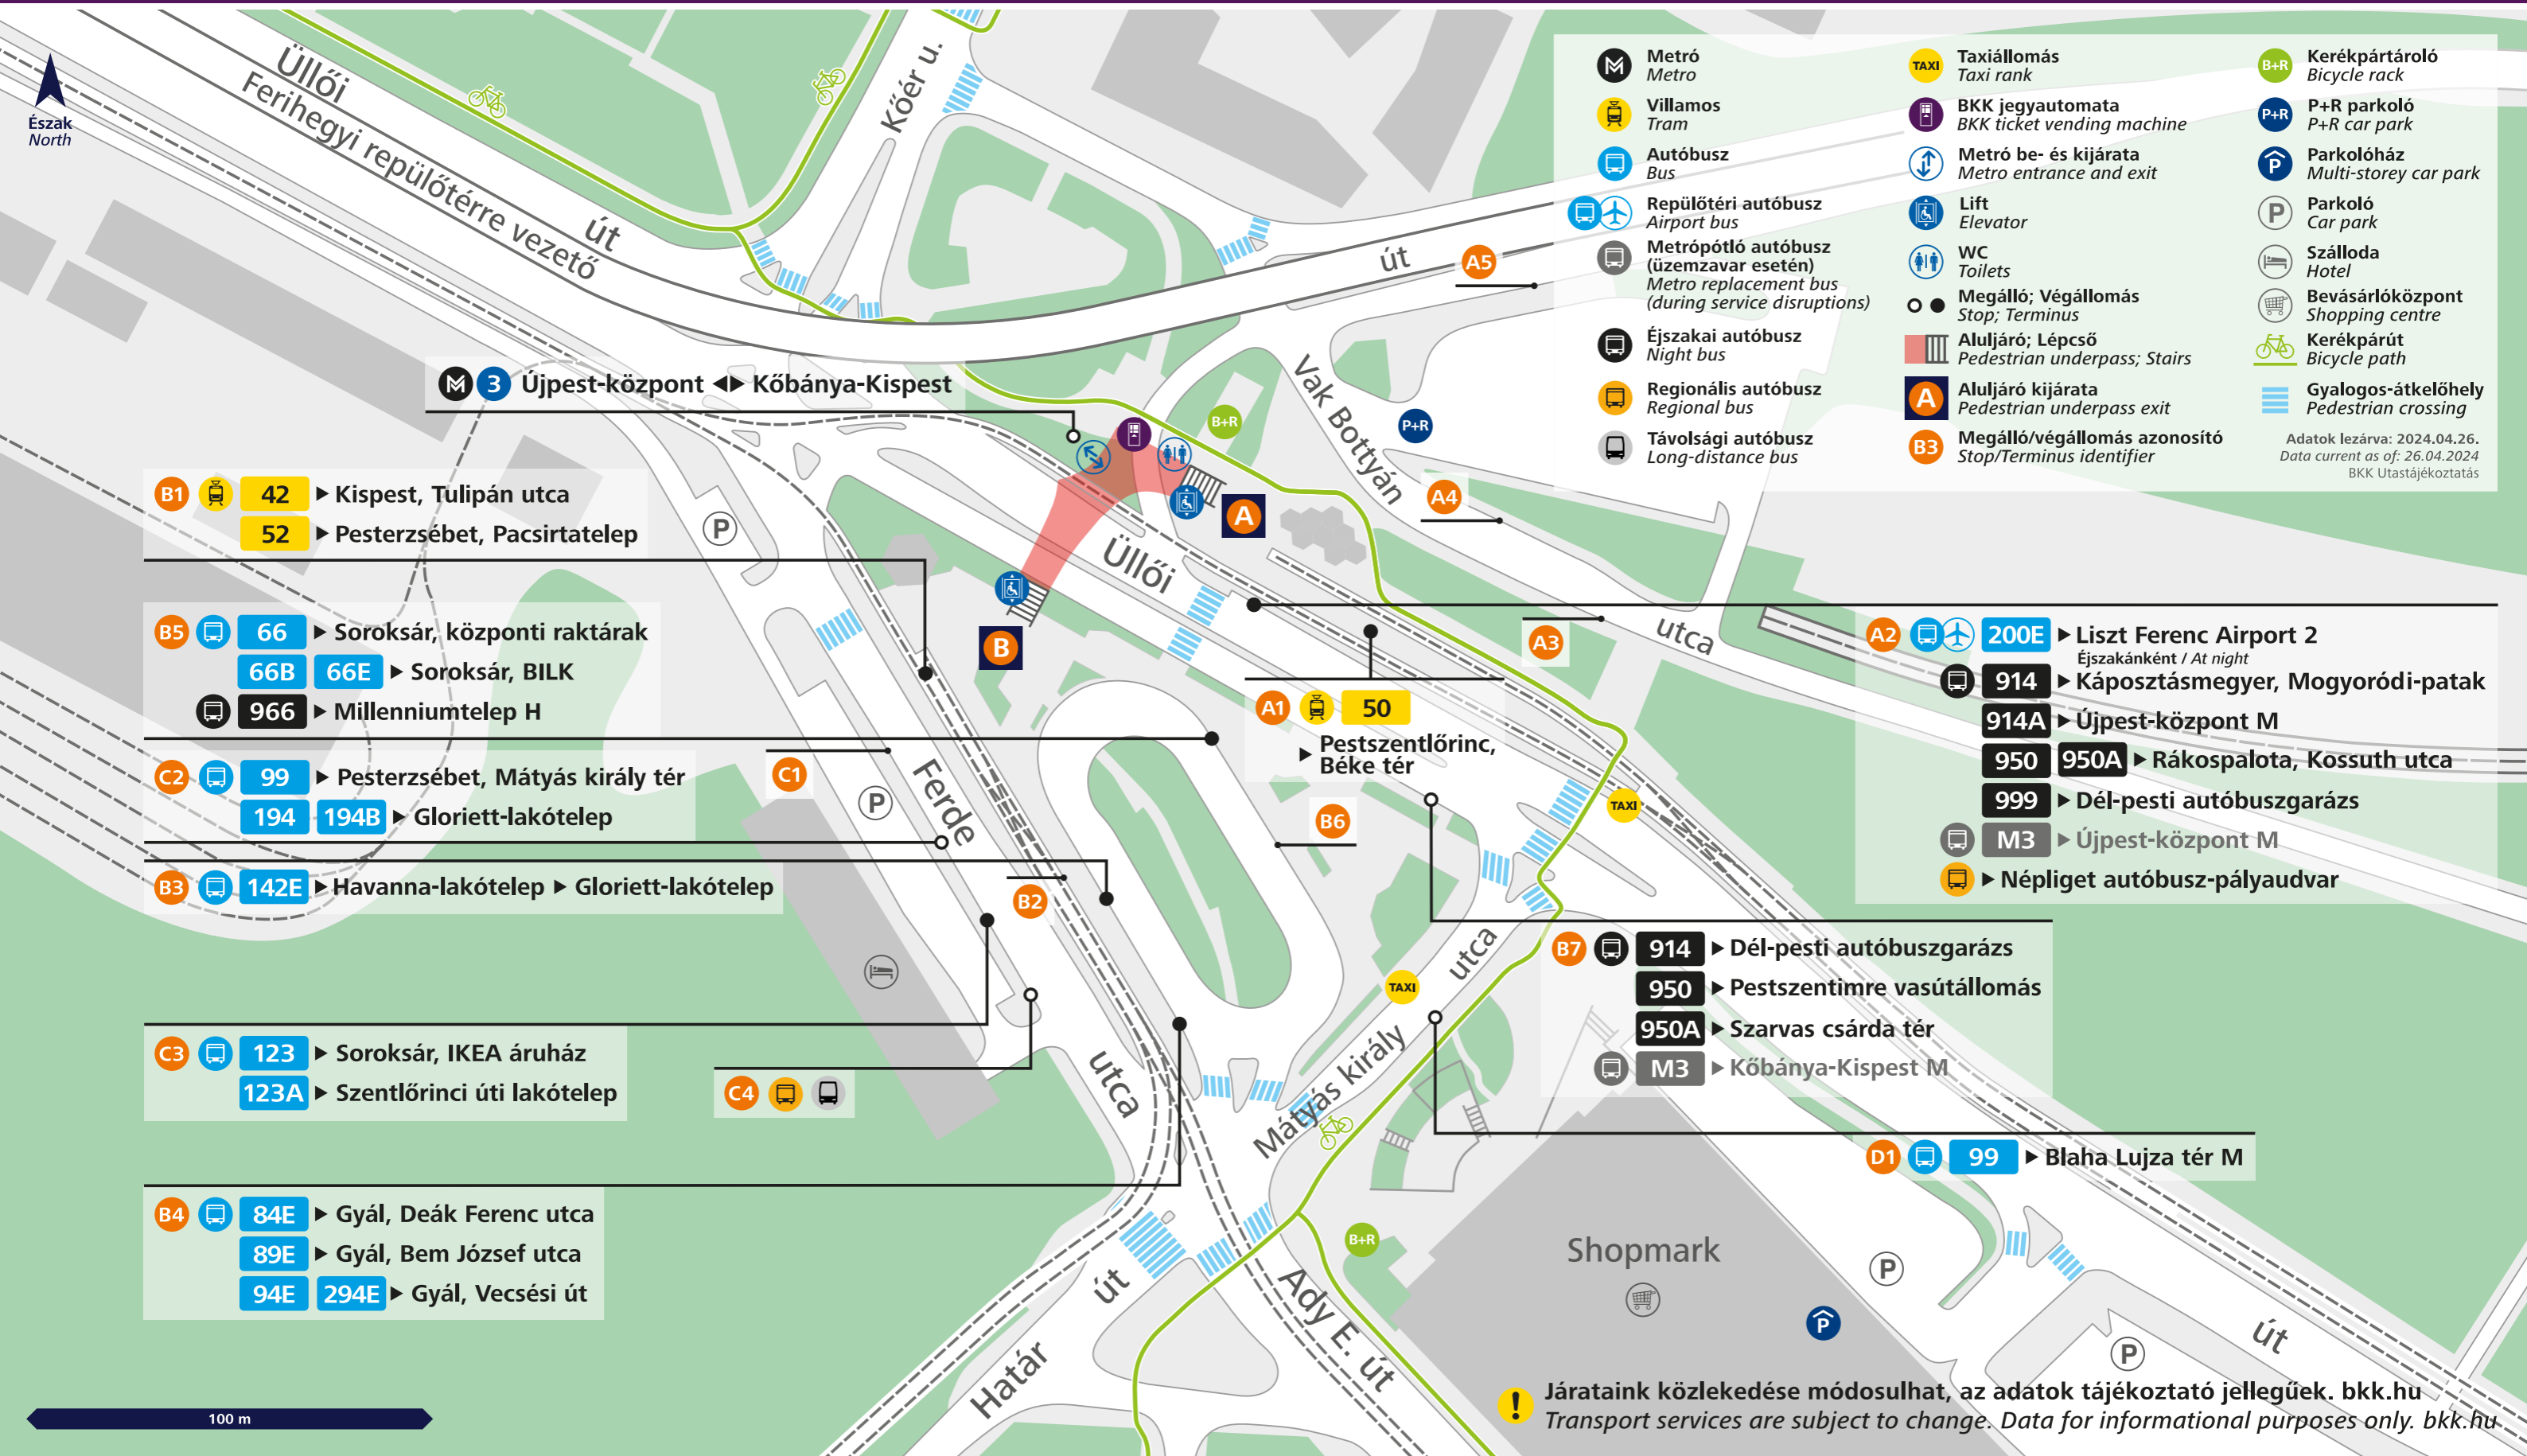 Észak
North
Üllői
út
Ferihegyi repülőtérre vezető
Kőér u.
út
A5
Metró
Metro
Villamos
Tram
Autóbusz
Bus
Repülőtéri autóbusz
Airport bus
Metrópótló autóbusz
(üzemzavar esetén)
Metro replacement bus
(during service disruptions)
Éjszakai autóbusz
Night bus
Regionális autóbusz
Regional bus
Távolsági autóbusz
Long-distance bus
TAXI
Taxiállomás
Taxi rank
BKK jegyautomata
BKK ticket vending machine
Metró be- és kijárata
Metro entrance and exit
Lift
Elevator
WC
Toilets
Megálló; Végállomás
Stop; Terminus
Aluljáró; Lépcső
Pedestrian underpass; Stairs
A
Aluljáró kijárata
Pedestrian underpass exit
B3
Megálló/végállomás azonosító
Stop/Terminus identifier
B+R
Kerékpártároló
Bicycle rack
P+R
P+R parkoló
P+R car park
P
Parkolóház
Multi-storey car park
P
Parkoló
Car park
Szálloda
Hotel
Bevásárlóközpont
Shopping centre
Kerékpárút
Bicycle path
Gyalogos-átkelőhely
Pedestrian crossing
Adatok lezárva: 2024.04.26.
Data current as of: 26.04.2024
BKK Utastájékoztatás
M 3 Újpest-központ ◀▶ Kőbánya-Kispest
B+R
P+R
Vak Bottyán
utca
A4
A
B1 42 ▶ Kispest, Tulipán utca
52 ▶ Pesterzsébet, Pacsirtatelep
P
Üllői
B
A3
B5 66 ▶ Soroksár, központi raktárak
66B 66E ▶ Soroksár, BILK
966 ▶ Millenniumtelep H
A1 50
▶ Pestszentlőrinc,
Béke tér
A2 200E ▶ Liszt Ferenc Airport 2
Éjszakánként / At night
914 ▶ Káposztásmegyer, Mogyoródi-patak
914A ▶ Újpest-központ M
950 950A ▶ Rákospalota, Kossuth utca
999 ▶ Dél-pesti autóbuszgarázs
M3 ▶ Újpest-központ M
▶ Népliget autóbusz-pályaudvar
C2 99 ▶ Pesterzsébet, Mátyás király tér
194 194B ▶ Gloriett-lakótelep
C1
P
Ferde
utca
B6
TAXI
B3 142E ▶ Havanna-lakótelep ▶ Gloriett-lakótelep
B2
B7 914 ▶ Dél-pesti autóbuszgarázs
950 ▶ Pestszentimre vasútállomás
950A ▶ Szarvas csárda tér
M3 ▶ Kőbánya-Kispest M
TAXI
Mátyás király
utca
C3 123 ▶ Soroksár, IKEA áruház
123A ▶ Szentlőrinci úti lakótelep
C4
D1 99 ▶ Blaha Lujza tér M
B4 84E ▶ Gyál, Deák Ferenc utca
89E ▶ Gyál, Bem József utca
94E 294E ▶ Gyál, Vecsési út
B+R
Shopmark
P
P
P
út
Határ
út
Ady E. út
100 m
! Járataink közlekedése módosulhat, az adatok tájékoztató jellegűek. bkk.hu
Transport services are subject to change. Data for informational purposes only. bkk.hu